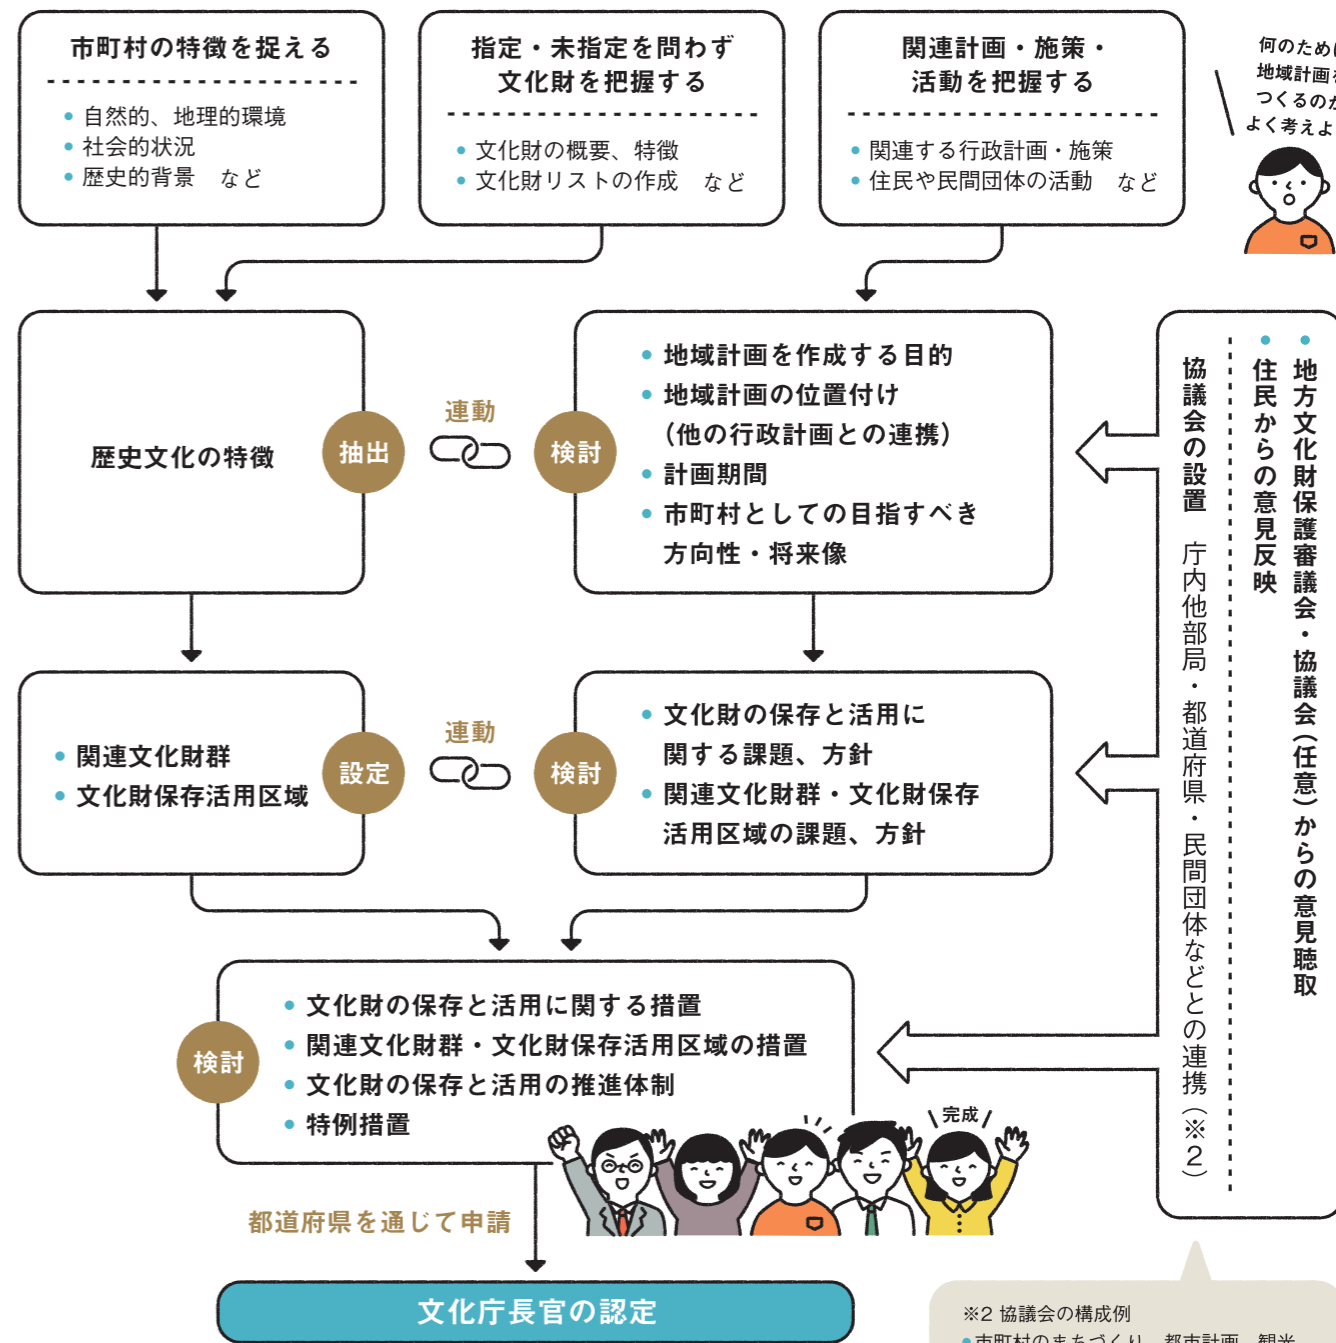 市町村の特徴を捉える
自然的、地理的環境
社会的状況
歴史的背景 など
指定・未指定を問わず
文化財を把握する
文化財の概要、特徴
文化財リストの作成 など
関連計画・施策・
活動を把握する
関連する行政計画・施策
住民や民間団体の活動 など
何のために
地域計画を
つくるのか
よく考えよ
歴史文化の特徴
抽出
連動
検討
地域計画を作成する目的
地域計画の位置付け
（他の行政計画との連携）
計画期間
市町村としての目指すべき
方向性・将来像
地方文化財保護審議会・協議会（任意）からの意見聴取
住民からの意見反映
協議会の設置 庁内他部局・都道府県・民間団体などとの連携（※2）
関連文化財群
文化財保存活用区域
設定
連動
検討
文化財の保存と活用に
関する課題、方針
関連文化財群・文化財保存
活用区域の課題、方針
検討
文化財の保存と活用に関する措置
関連文化財群・文化財保存活用区域の措置
文化財の保存と活用の推進体制
特例措置
完成
都道府県を通じて申請
文化庁長官の認定
※2 協議会の構成例
市町村のまちづくり、都市計画、観光